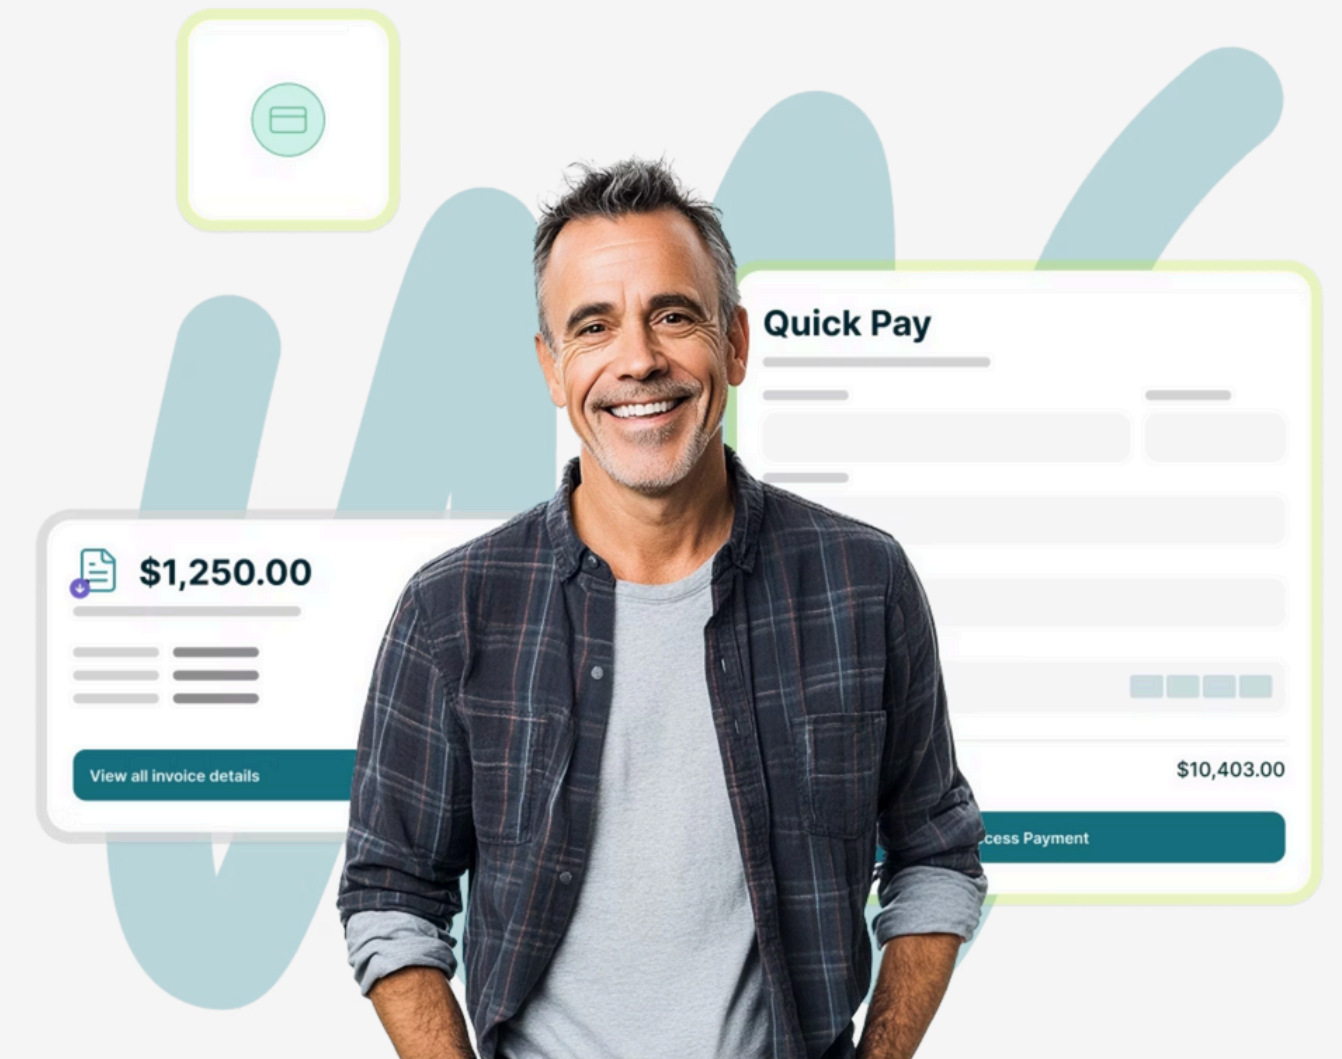 Quick Pay
$1,250.00
View all invoice details
$10,403.00
cess Payment